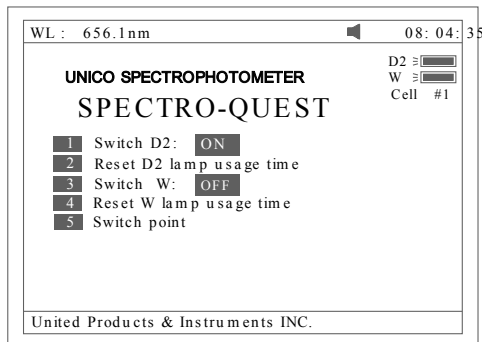 WL: 656.1nm 08:04:35
D2
UNICO SPECTROPHOTOMETER
W
SPECTRO-QUEST
Cell #1
1 Switch D2: ON
2 Reset D2 lamp usage time
3 Switch W: OFF
4 Reset W lamp usage time
5 Switch point
United Products & Instruments INC.